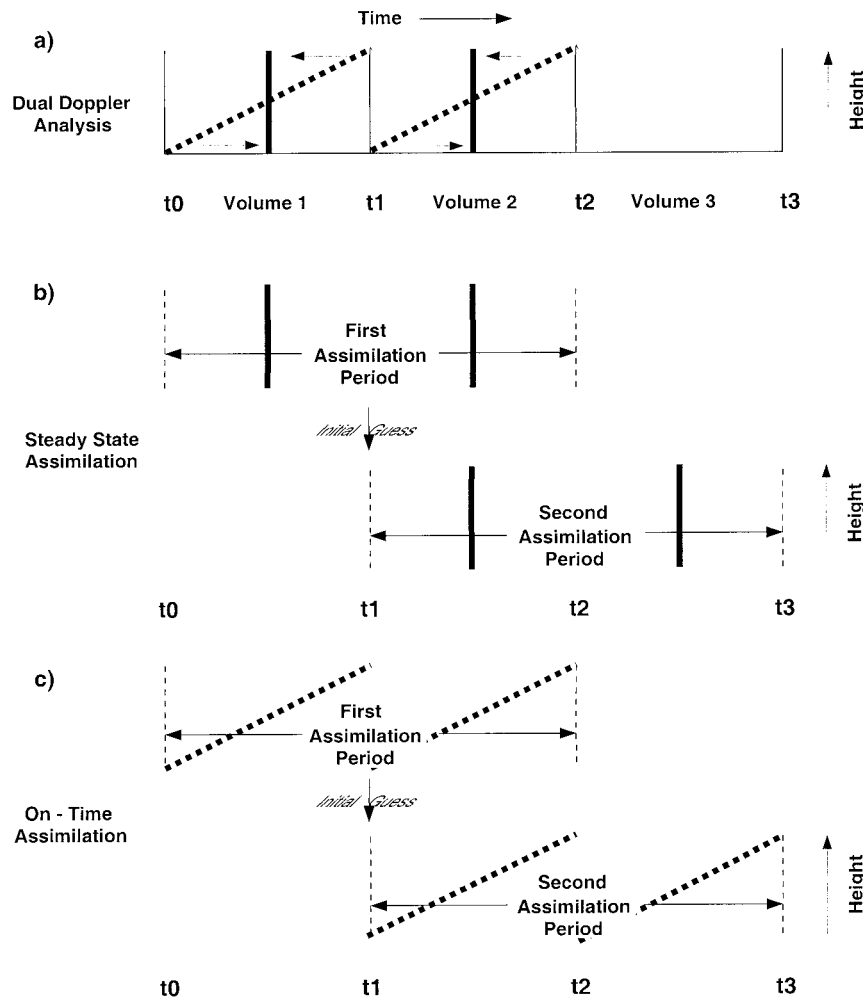 Time
a)
Dual Doppler
Analysis
Height
t0 Volume 1 t1 Volume 2 t2 Volume 3 t3
b)
First
Assimilation
Period
Initial Guess
Steady State
Assimilation
Second
Assimilation
Period
Height
t0 t1 t2 t3
c)
First
Assimilation
Period
Initial Guess
On - Time
Assimilation
Second
Assimilation
Period
Height
t0 t1 t2 t3